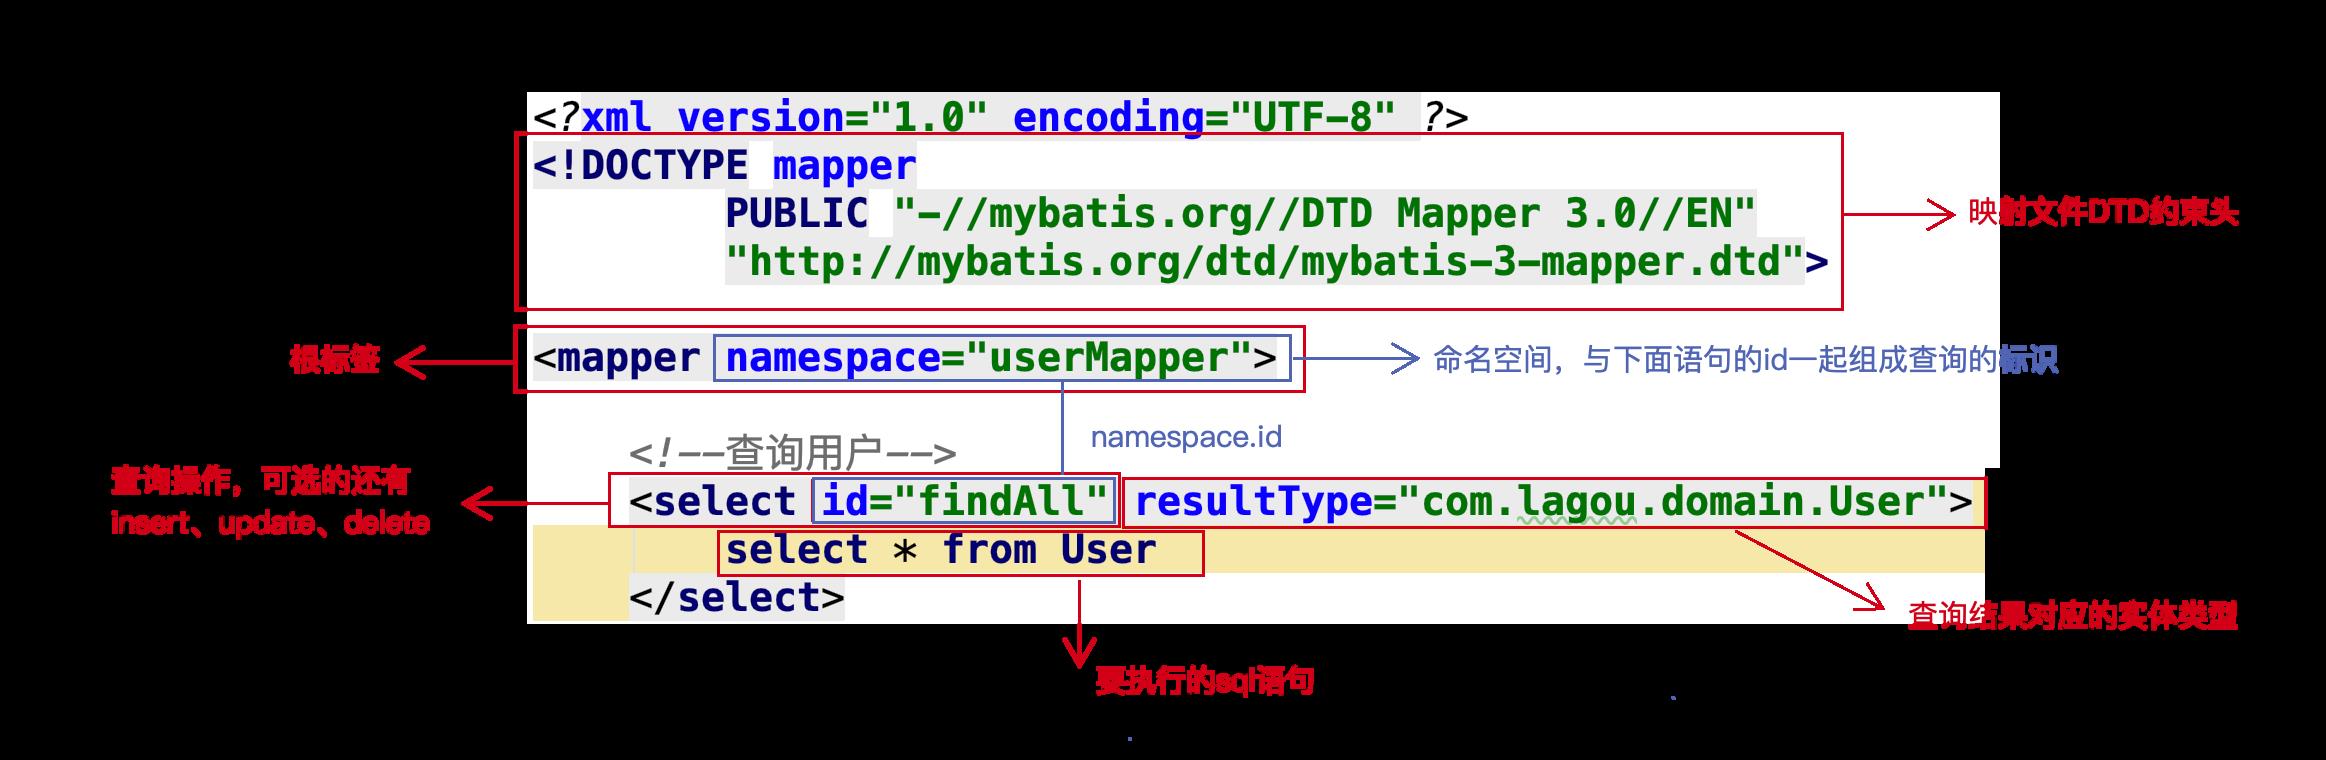 <?xml version="1.0" encoding="UTF-8" ?>
<!DOCTYPE mapper
PUBLIC "-//mybatis.org//DTD Mapper 3.0//EN"
"http://mybatis.org/dtd/mybatis-3-mapper.dtd">
映射文件DTD约束头
根标签
<mapper namespace="userMapper">
命名空间，与下面语句的id一起组成查询的标识
namespace.id
<!--查询用户-->
查询操作，可选的还有
insert、update、delete
<select id="findAll" resultType="com.lagou.domain.User">
select * from User
</select>
查询结果对应的实体类型
要执行的sql语句